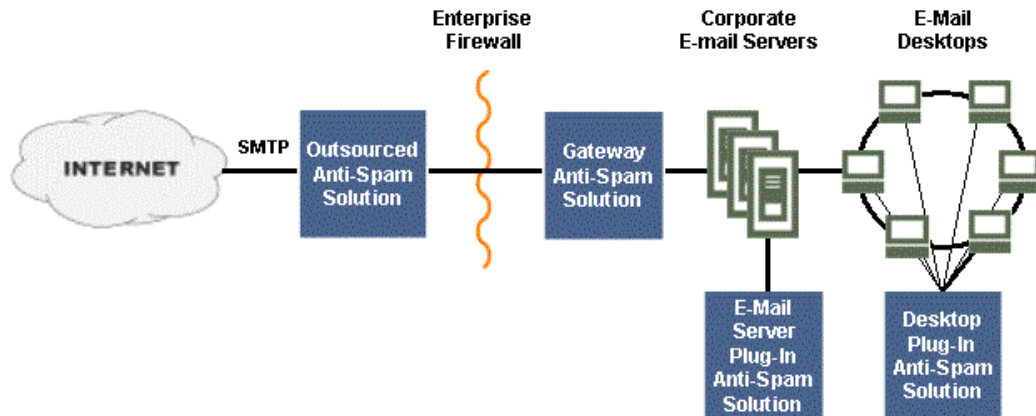 Enterprise
Firewall
Corporate
E-mail Servers
E-Mail
Desktops
INTERNET
SMTP
Outsourced
Anti-Spam
Solution
Gateway
Anti-Spam
Solution
E-Mail
Server
Plug-In
Anti-Spam
Solution
Desktop
Plug-In
Anti-Spam
Solution